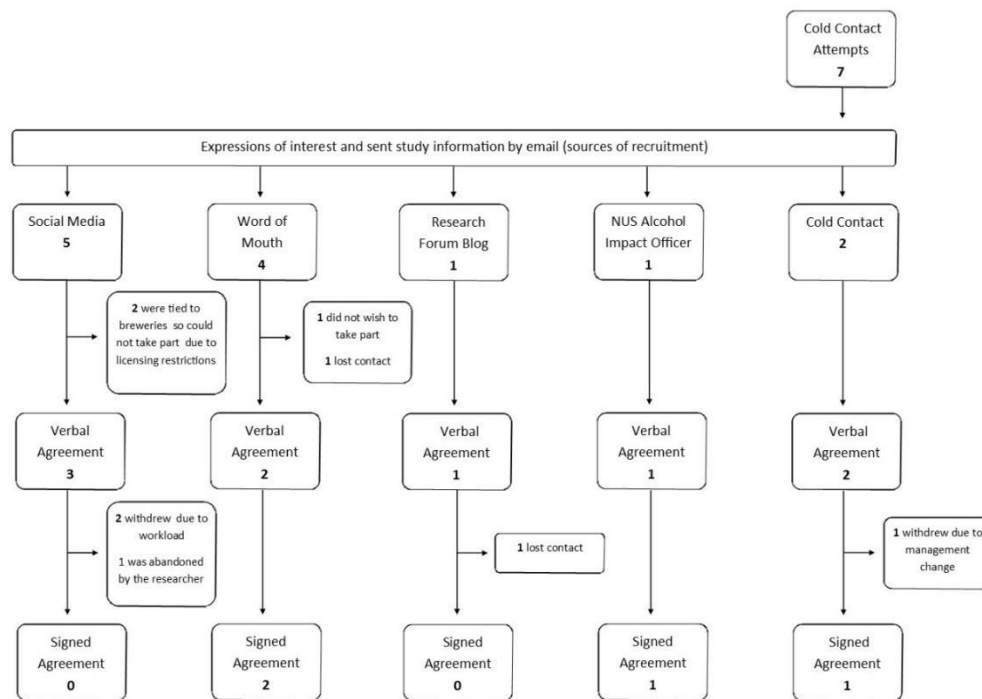 Cold Contact
Attempts
7
Expressions of interest and sent study information by email (sources of recruitment)
Social Media
5
Word of
Mouth
4
Research
Forum Blog
1
NUS Alcohol
Impact Officer
1
Cold Contact
2
2 were tied to
breweries so could
not take part due to
licensing restrictions
1 did not wish to
take part
1 lost contact
Verbal
Agreement
3
Verbal
Agreement
2
Verbal
Agreement
1
Verbal
Agreement
1
Verbal
Agreement
2
2 withdrew due to
workload
1 was abandoned
by the researcher
1 lost contact
1 withdrew due to
management
change
Signed
Agreement
0
Signed
Agreement
2
Signed
Agreement
0
Signed
Agreement
1
Signed
Agreement
1